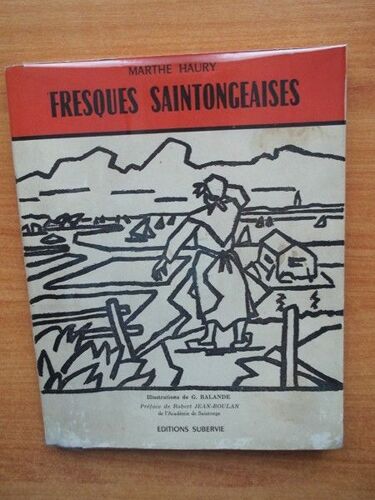 MARTHE HAURY
FRESQUES SAINTONGEAISES
Illustrations de G. BALANDE
Préface de Robert JEAN-BOULAN
de l'Académie de Saintonge
EDITIONS SUBERVIE